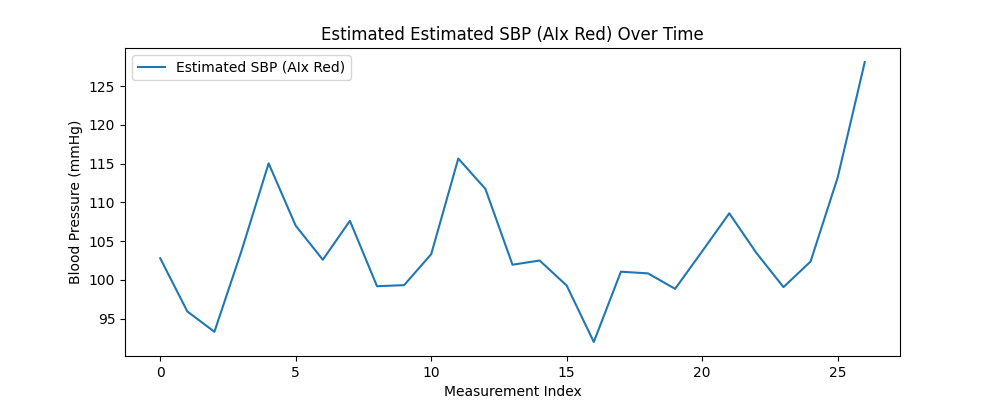 Estimated Estimated SBP (AIx Red) Over Time
Estimated SBP (AIx Red)
Blood Pressure (mmHg)
125
120
115
110
105
100
95
0 5 10 15 20 25
Measurement Index